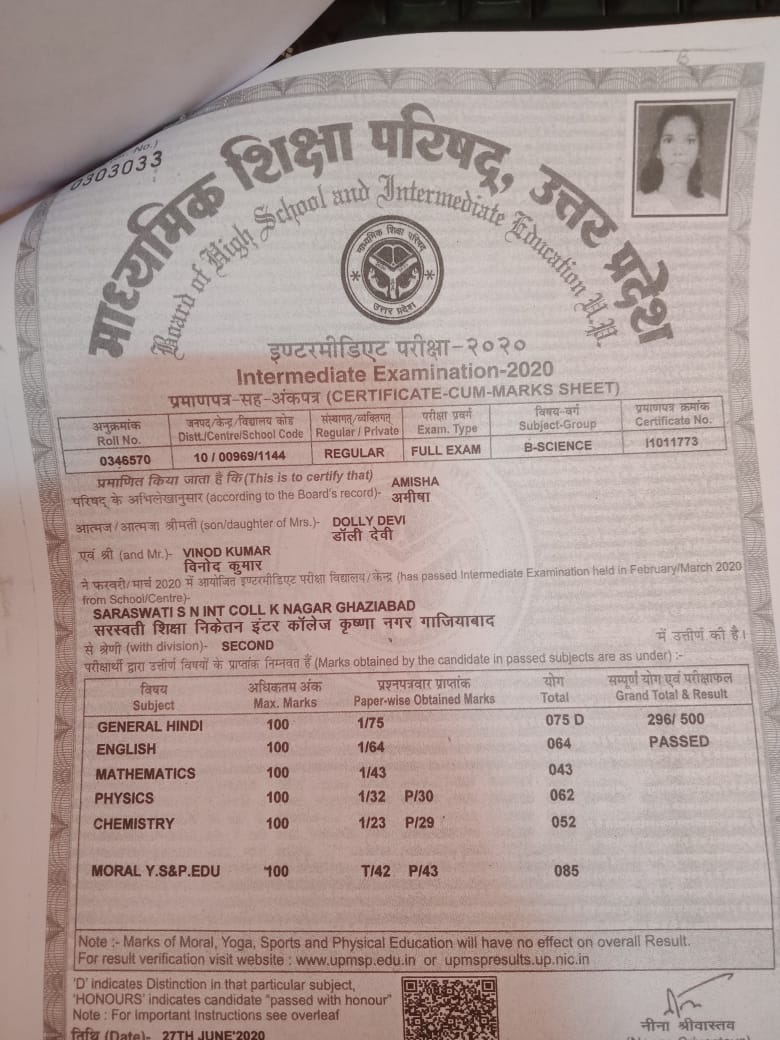 0303033
माध्यमिक शिक्षा परिषद्, उत्तर प्रदेश
Board of High School and Intermediate Education U.P.
माध्यमिक शिक्षा परिषद
उत्तर प्रदेश
इण्टरमीडिएट परीक्षा-२०२०
Intermediate Examination-2020
प्रमाणपत्र-सह-अंकपत्र (CERTIFICATE-CUM-MARKS SHEET)
अनुक्रमांक जनपद/केन्द्र/विद्यालय कोड संस्थागत/व्यक्तिगत परीक्षा प्रवर्ग विषय-वर्ग प्रमाणपत्र क्रमांक
Roll No. Distt./Centre/School Code Regular / Private Exam. Type Subject-Group Certificate No.
0346570 10 / 00969/1144 REGULAR FULL EXAM B-SCIENCE I1011773
प्रमाणित किया जाता है कि (This is to certify that) AMISHA
परिषद् के अभिलेखानुसार (according to the Board's record)- अमीषा
आत्मज/आत्मजा श्रीमती (son/daughter of Mrs.)- DOLLY DEVI
डॉली देवी
एवं श्री (and Mr.)- VINOD KUMAR
विनोद कुमार
ने फरवरी/मार्च 2020 में आयोजित इण्टरमीडिएट परीक्षा विद्यालय/केन्द्र (has passed Intermediate Examination held in February/March 2020
from School/Centre)-
SARASWATI S N INT COLL K NAGAR GHAZIABAD
सरस्वती शिक्षा निकेतन इंटर कॉलेज कृष्णा नगर गाजियाबाद
से श्रेणी (with division)- SECOND में उत्तीर्ण की है।
परीक्षार्थी द्वारा उत्तीर्ण विषयों के प्राप्तांक निम्नवत हैं (Marks obtained by the candidate in passed subjects are as under) :-
विषय अधिकतम अंक प्रश्नपत्रवार प्राप्तांक योग सम्पूर्ण योग एवं परीक्षाफल
Subject Max. Marks Paper-wise Obtained Marks Total Grand Total & Result
GENERAL HINDI 100 1/75 075 D 296/ 500
ENGLISH 100 1/64 064 PASSED
MATHEMATICS 100 1/43 043
PHYSICS 100 1/32 P/30 062
CHEMISTRY 100 1/23 P/29 052
MORAL Y.S&P.EDU 100 T/42 P/43 085
Note :- Marks of Moral, Yoga, Sports and Physical Education will have no effect on overall Result.
For result verification visit website : www.upmsp.edu.in or upmspresults.up.nic.in
'D' indicates Distinction in that particular subject,
'HONOURS' indicates candidate "passed with honour"
Note : For Important Instructions see overleaf
तिथि (Date)- 27TH JUNE'2020
नीना श्रीवास्तव